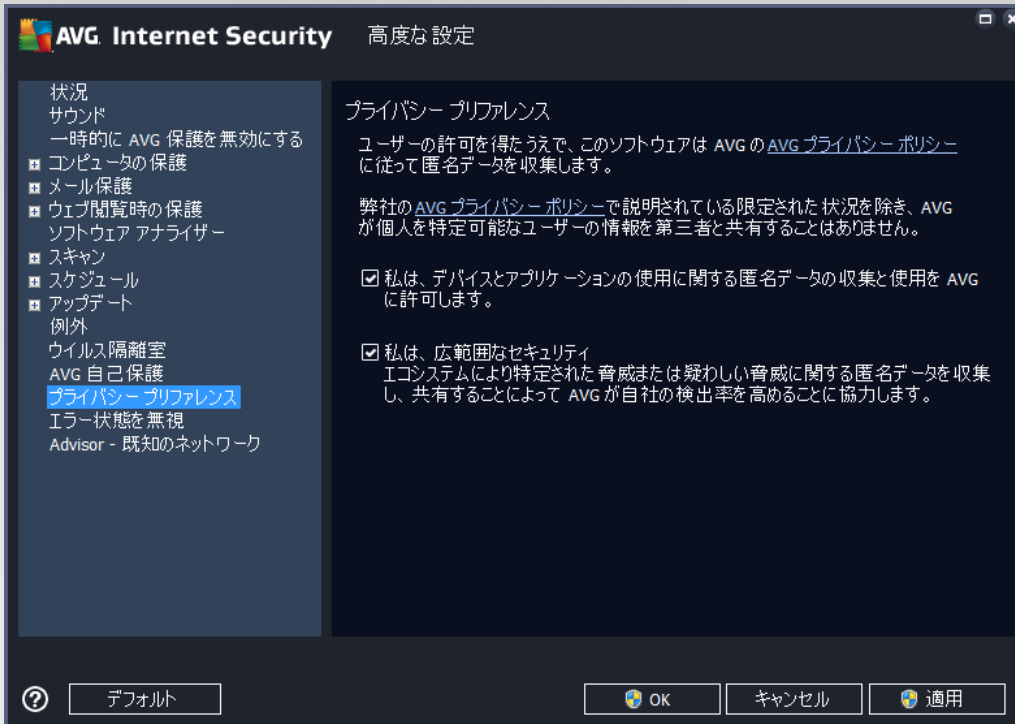 AVG. Internet Security 高度な設定
状況
サウンド
一時的に AVG 保護を無効にする
コンピュータの保護
メール保護
ウェブ閲覧時の保護
ソフトウェア アナライザー
スキャン
スケジュール
アップデート
例外
ウイルス隔離室
AVG 自己保護
プライバシー プリファレンス
エラー状態を無視
Advisor - 既知のネットワーク
プライバシー プリファレンス
ユーザーの許可を得たうえで、このソフトウェアは AVG の AVG プライバシー ポリシー
に従って匿名データを収集します。
弊社の AVG プライバシー ポリシーで説明されている限定された状況を除き、AVG
が個人を特定可能なユーザーの情報を第三者と共有することはありません。
私は、デバイスとアプリケーションの使用に関する匿名データの収集と使用を AVG
に許可します。
私は、広範囲なセキュリティ
エコシステムにより特定された脅威または疑わしい脅威に関する匿名データを収集
し、共有することによって AVG が自社の検出率を高めることに協力します。
デフォルト
OK
キャンセル
適用